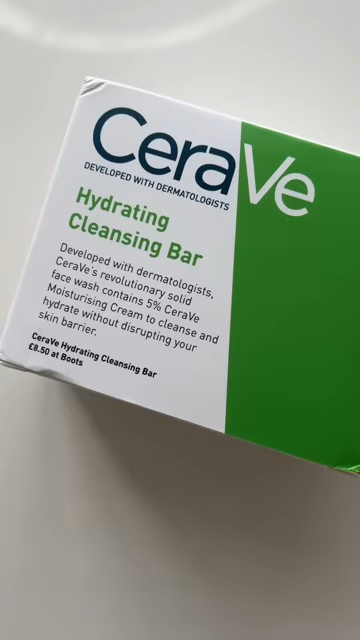 CeraVe
DEVELOPED WITH DERMATOLOGISTS
Hydrating
Cleansing Bar
Developed with dermatologists,
CeraVe's revolutionary solid
face wash contains 5% CeraVe
Moisturising Cream to cleanse and
hydrate without disrupting your
skin barrier.
CeraVe Hydrating Cleansing Bar
£8.50 at Boots